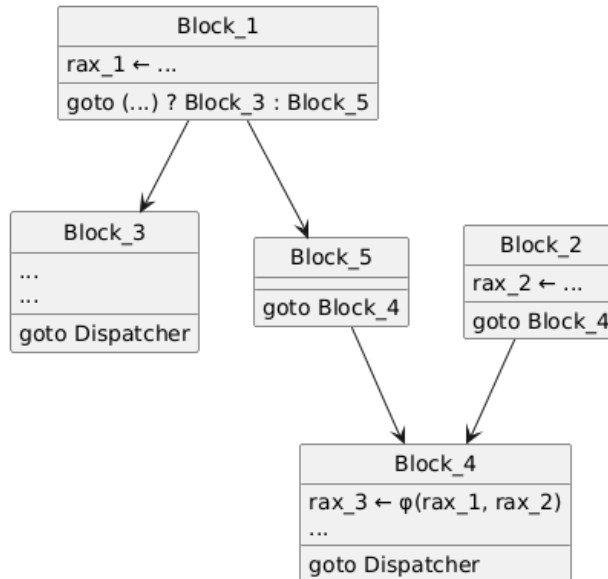 Block_1
rax_1 ← ...
goto (...) ? Block_3 : Block_5
Block_3
...
...
goto Dispatcher
Block_5
goto Block_4
Block_2
rax_2 ← ...
goto Block_4
Block_4
rax_3 ← φ(rax_1, rax_2)
...
goto Dispatcher